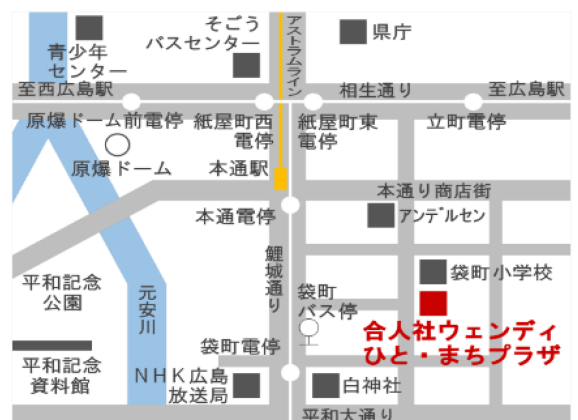 そごう
バスセンター
県庁
青少年
センター
アストラムライン
至西広島駅
相生通り
至広島駅
原爆ドーム前電停
紙屋町西
電停
紙屋町東
電停
立町電停
原爆ドーム
本通駅
本通り商店街
本通電停
アンデルセン
鯉城通り
袋町小学校
平和記念
公園
元安川
袋町
バス停
合人社ウェンディ
ひと・まちプラザ
袋町電停
平和記念
資料館
NHK広島
放送局
白神社
平和大通り